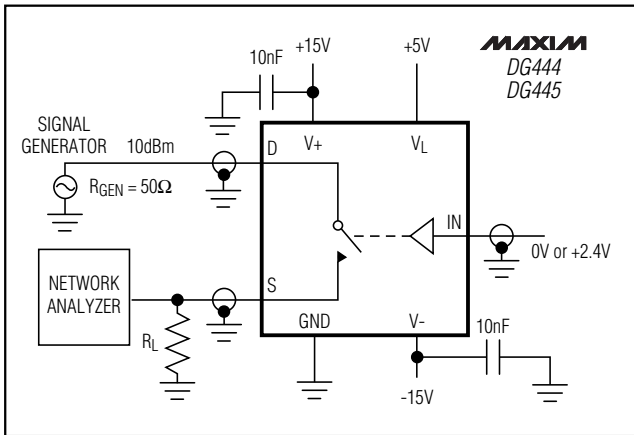 +15V
+5V
MAXIM
DG444
DG445
10nF
SIGNAL
GENERATOR
10dBm
D
V+
VL
RGEN = 50Ω
IN
0V or +2.4V
NETWORK
ANALYZER
S
GND
V-
10nF
RL
-15V